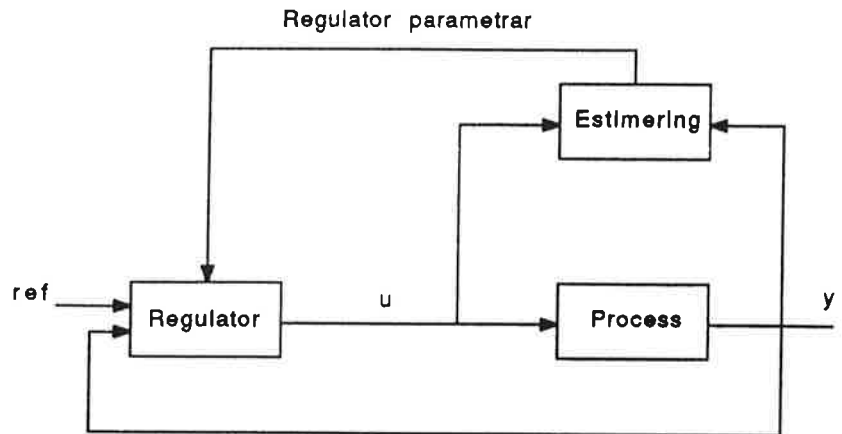 Regulator parametrar
Estimering
ref
Regulator
u
Process
y